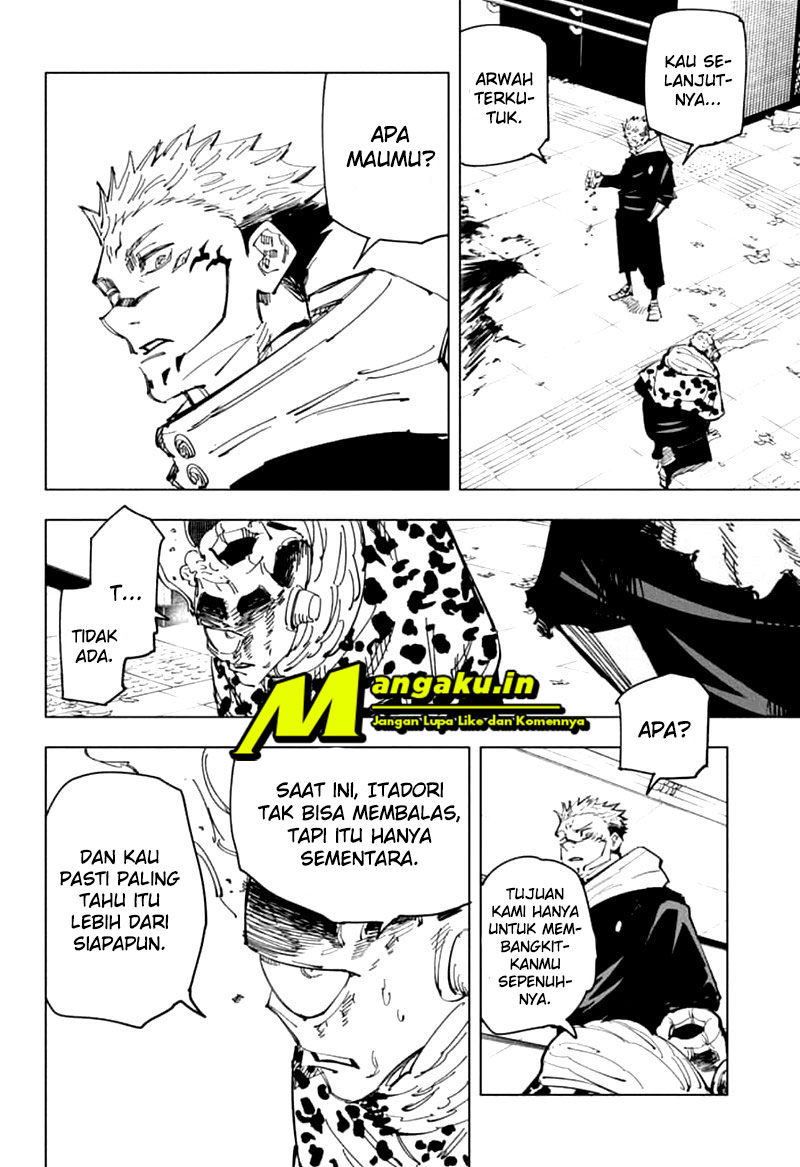 KAU SE-
LANJUT-
NYA...
ARWAH
TERKU-
TUK.
APA
MAUMU?
T...
TIDAK
ADA.
Mangaku.in
Jangan Lupa Like dan Komennya
APA?
TUJUAN
KAMI HANYA
UNTUK MEM-
BANGKIT-
KANMU
SEPENUH-
NYA.
SAAT INI, ITADORI
TAK BISA MEMBALAS,
TAPI ITU HANYA
SEMENTARA.
DAN KAU
PASTI PALING
TAHU ITU
LEBIH DARI
SIAPAPUN.